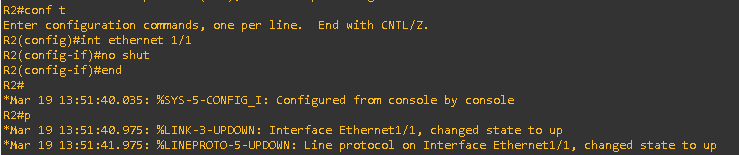 R2#conf t
Enter configuration commands, one per line.  End with CNTL/Z.
R2(config)#int ethernet 1/1
R2(config-if)#no shut
R2(config-if)#end
R2#
*Mar 19 13:51:40.035: %SYS-5-CONFIG_I: Configured from console by console
R2#p
*Mar 19 13:51:40.975: %LINK-3-UPDOWN: Interface Ethernet1/1, changed state to up
*Mar 19 13:51:41.975: %LINEPROTO-5-UPDOWN: Line protocol on Interface Ethernet1/1, changed state to up